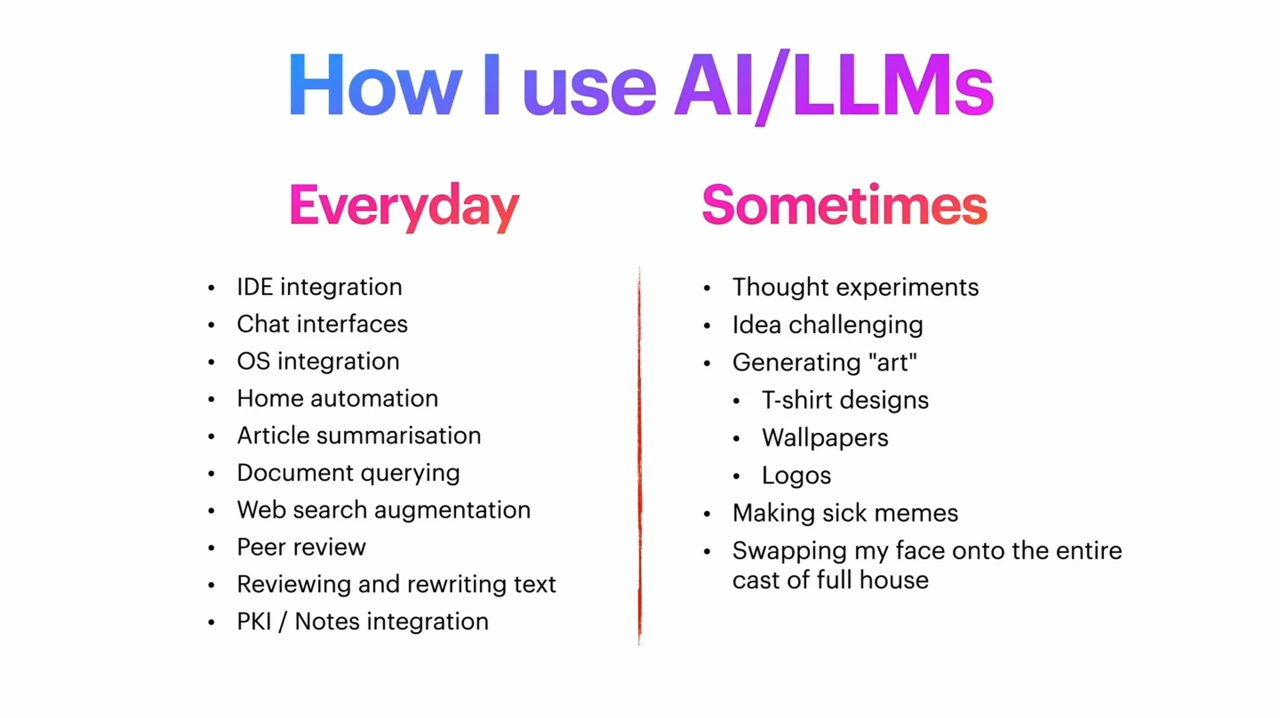 How I use AI/LLMs
Everyday
• IDE integration
• Chat interfaces
• OS integration
• Home automation
• Article summarisation
• Document querying
• Web search augmentation
• Peer review
• Reviewing and rewriting text
• PKI / Notes integration
Sometimes
• Thought experiments
• Idea challenging
• Generating "art"
• T-shirt designs
• Wallpapers
• Logos
• Making sick memes
• Swapping my face onto the entire
cast of full house